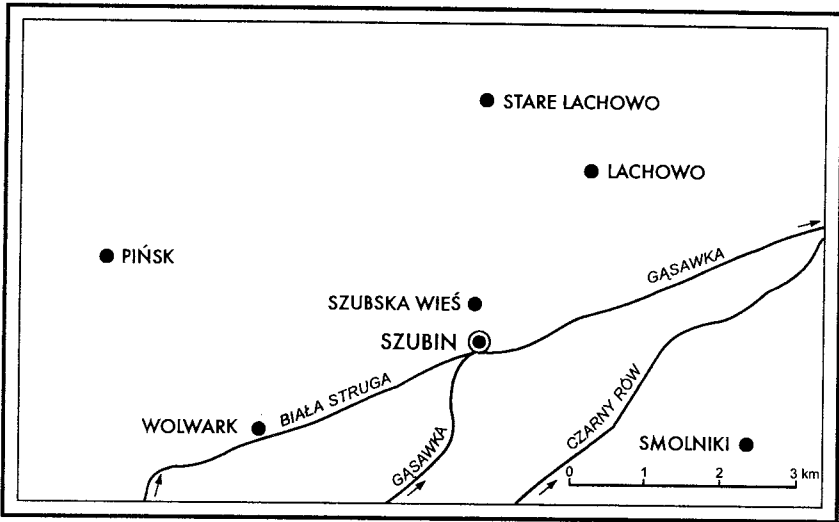 STARE LACHOWO
LACHOWO
PIŃSK
GĄSAWKA
SZUBSKA WIEŚ
SZUBIN
BIAŁA STRUGA
WOLWARK
GĄSAWKA
CZARNY RÓW
SMOLNIKI
0 1 2 3 km